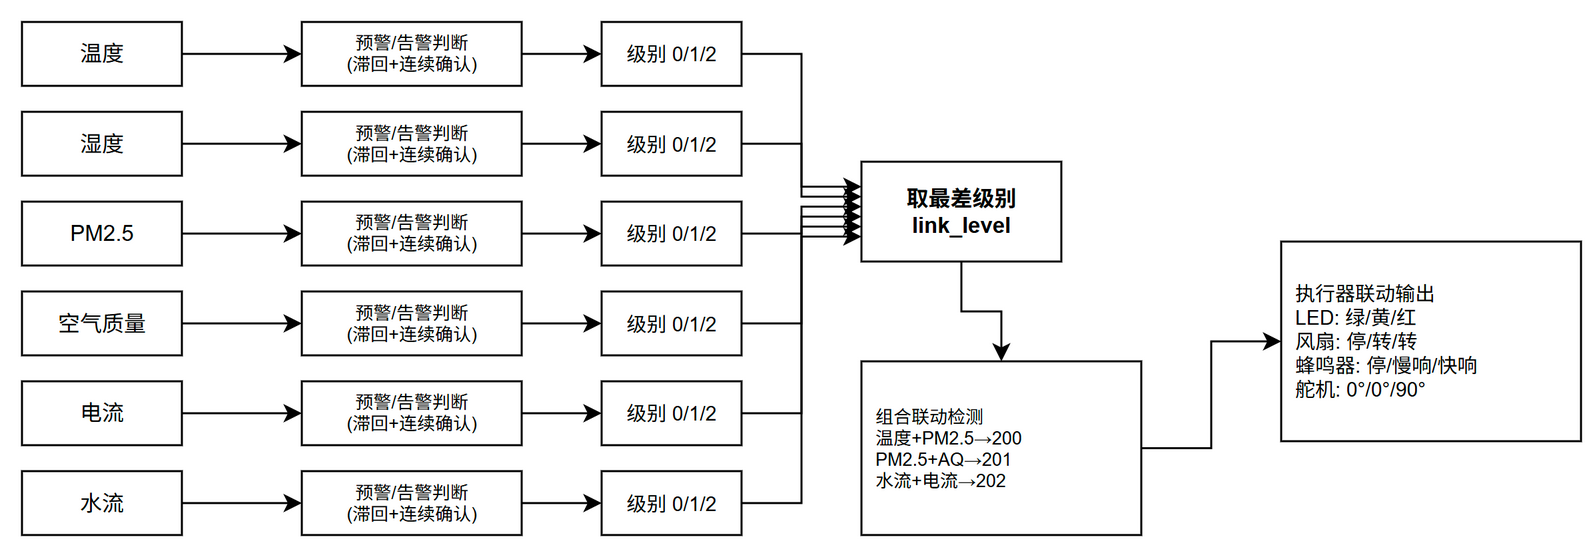 温度
预警/告警判断
(滞回+连续确认)
级别 0/1/2
湿度
预警/告警判断
(滞回+连续确认)
级别 0/1/2
PM2.5
预警/告警判断
(滞回+连续确认)
级别 0/1/2
空气质量
预警/告警判断
(滞回+连续确认)
级别 0/1/2
电流
预警/告警判断
(滞回+连续确认)
级别 0/1/2
水流
预警/告警判断
(滞回+连续确认)
级别 0/1/2
取最差级别
link_level
组合联动检测
温度+PM2.5→200
PM2.5+AQ→201
水流+电流→202
执行器联动输出
LED: 绿/黄/红
风扇: 停/转/转
蜂鸣器: 停/慢响/快响
舵机: 0°/0°/90°